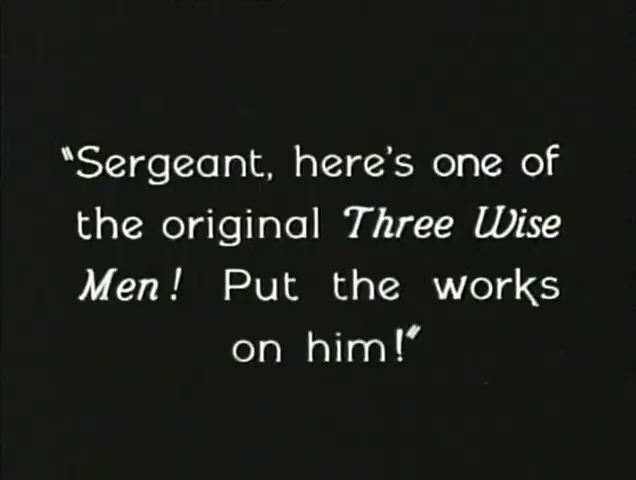 "Sergeant, here's one of
the original Three Wise
Men! Put the works
on him!"